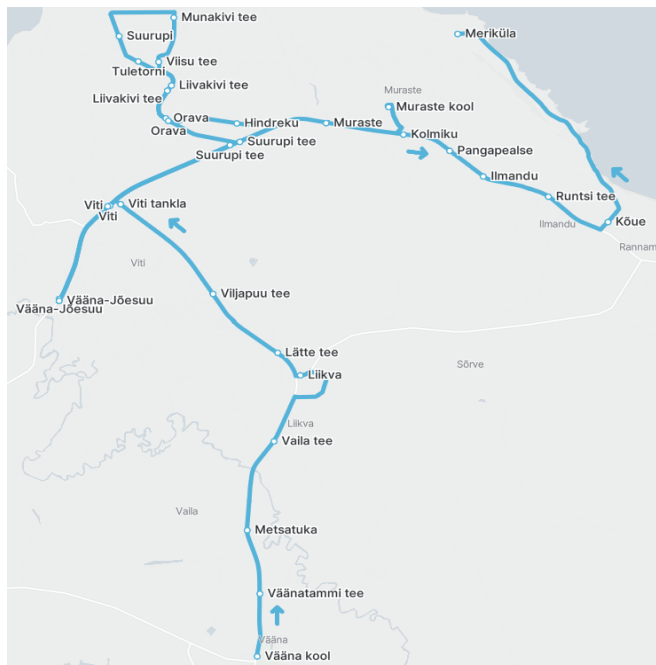 Munakivi tee
Meriküla
Suurupi
Viisu tee
Tuletorni
Liivakivi tee
Liivakivi tee
Muraste
Muraste kool
Orava
Hindreku
Muraste
Orava
Kolmiku
Suurupi tee
Suurupi tee
Pangapealse
Ilmandu
Runtsi tee
Viti
Viti tankla
Viti
Ilmandu
Kõue
Rannam
Viti
Viljapuu tee
Vääna-Jõesuu
Vääna-Jõesuu
Lätte tee
Sõrve
Liikva
Liikva
Vaila tee
Vaila
Metsatuka
Väänatammi tee
Vääna
Vääna kool